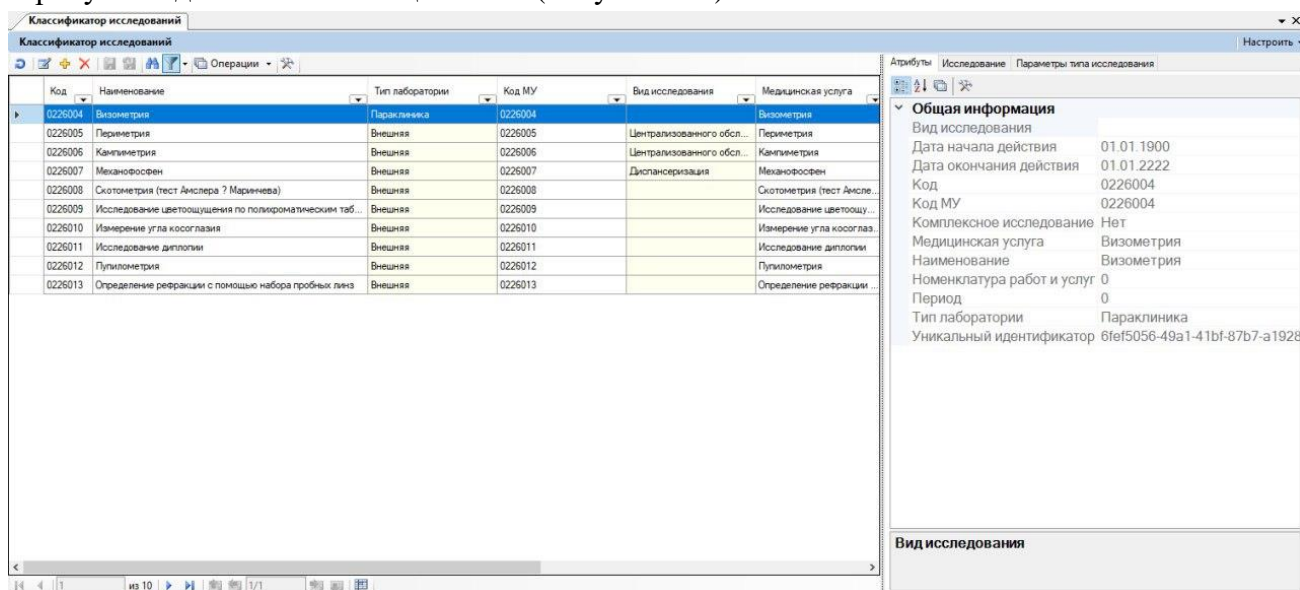 Классификатор исследований
Классификатор исследований
Настроить
Операции
Атрибуты Исследование Параметры типа исследования
Код Наименование Тип лаборатории Код МУ Вид исследования Медицинская услуга
0226004 Визометрия Параклиника 0226004 Визометрия
0226005 Периметрия Внешняя 0226005 Централизованного обсл... Периметрия
0226006 Кампиметрия Внешняя 0226006 Централизованного обсл... Кампиметрия
0226007 Механофосфен Внешняя 0226007 Диспансеризация Механофосфен
0226008 Скотометрия (тест Амслера ? Маринчева) Внешняя 0226008 Скотометрия (тест Амсле...
0226009 Исследование цветоощущения по полихроматическим таб... Внешняя 0226009 Исследование цветоощу...
0226010 Измерение угла косоглазия Внешняя 0226010 Измерение угла косоглаз...
0226011 Исследование диплопии Внешняя 0226011 Исследование диплопии
0226012 Пупилометрия Внешняя 0226012 Пупилометрия
0226013 Определение рефракции с помощью набора пробных линз Внешняя 0226013 Определение рефракции ...
Общая информация
Вид исследования
Дата начала действия 01.01.1900
Дата окончания действия 01.01.2222
Код 0226004
Код МУ 0226004
Комплексное исследование Нет
Медицинская услуга Визометрия
Наименование Визометрия
Номенклатура работ и услуг 0
Период 0
Тип лаборатории Параклиника
Уникальный идентификатор 6fef5056-49a1-41bf-87b7-a1928
Вид исследования
1 из 10 1/1